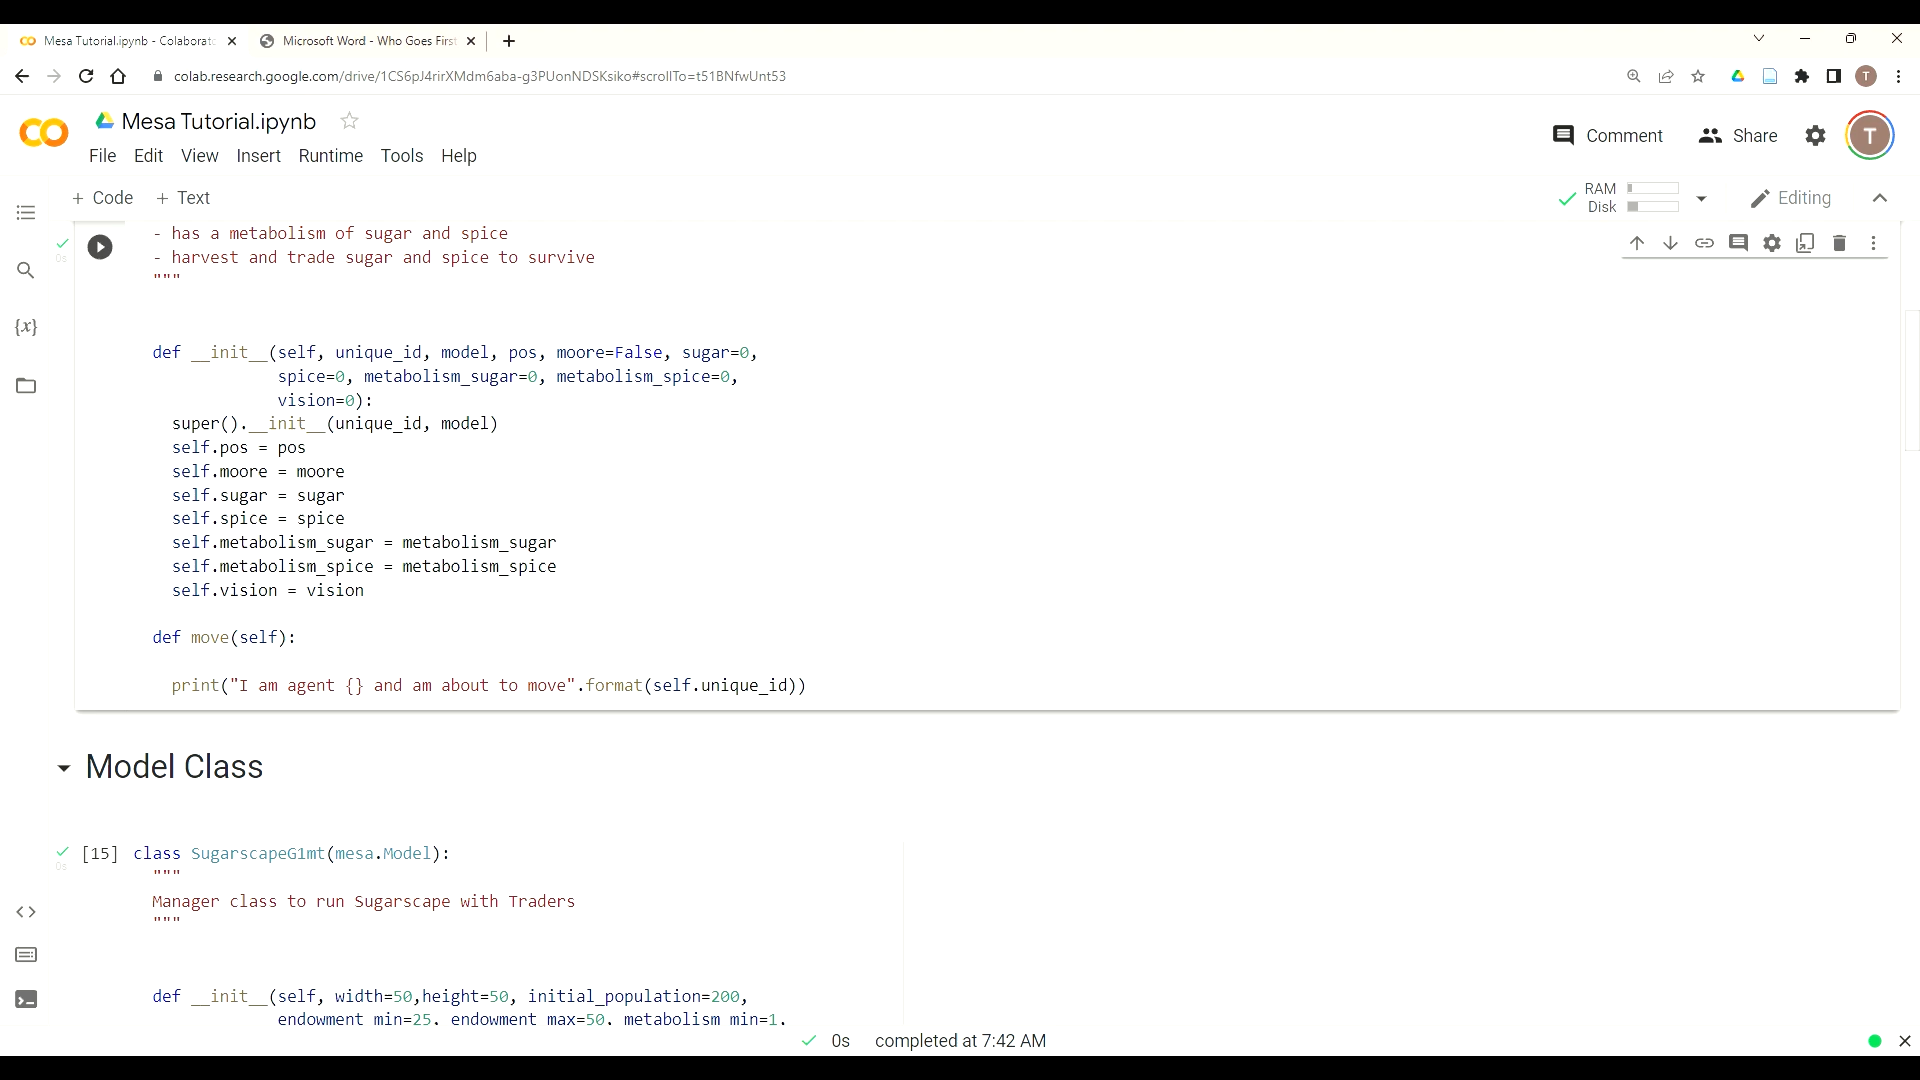 Mesa Tutorial.ipynb - Colaborato
Microsoft Word - Who Goes First
colab.research.google.com/drive/1CS6pJ4rirXMdm6aba-g3PUonNDSKsiko#scrollTo=t51BNfwUnt53
T
Mesa Tutorial.ipynb
Comment
Share
T
File Edit View Insert Runtime Tools Help
+ Code + Text
RAM
Disk
Editing
- has a metabolism of sugar and spice
0s
- harvest and trade sugar and spice to survive
"""
{x}
def __init__(self, unique_id, model, pos, moore=False, sugar=0,
spice=0, metabolism_sugar=0, metabolism_spice=0,
vision=0):
super().__init__(unique_id, model)
self.pos = pos
self.moore = moore
self.sugar = sugar
self.spice = spice
self.metabolism_sugar = metabolism_sugar
self.metabolism_spice = metabolism_spice
self.vision = vision
def move(self):
print("I am agent {} and am about to move".format(self.unique_id))
Model Class
[15] class SugarscapeG1mt(mesa.Model):
0s
"""
Manager class to run Sugarscape with Traders
"""
def __init__(self, width=50,height=50, initial_population=200,
endowment_min=25, endowment_max=50, metabolism_min=1,
0s completed at 7:42 AM